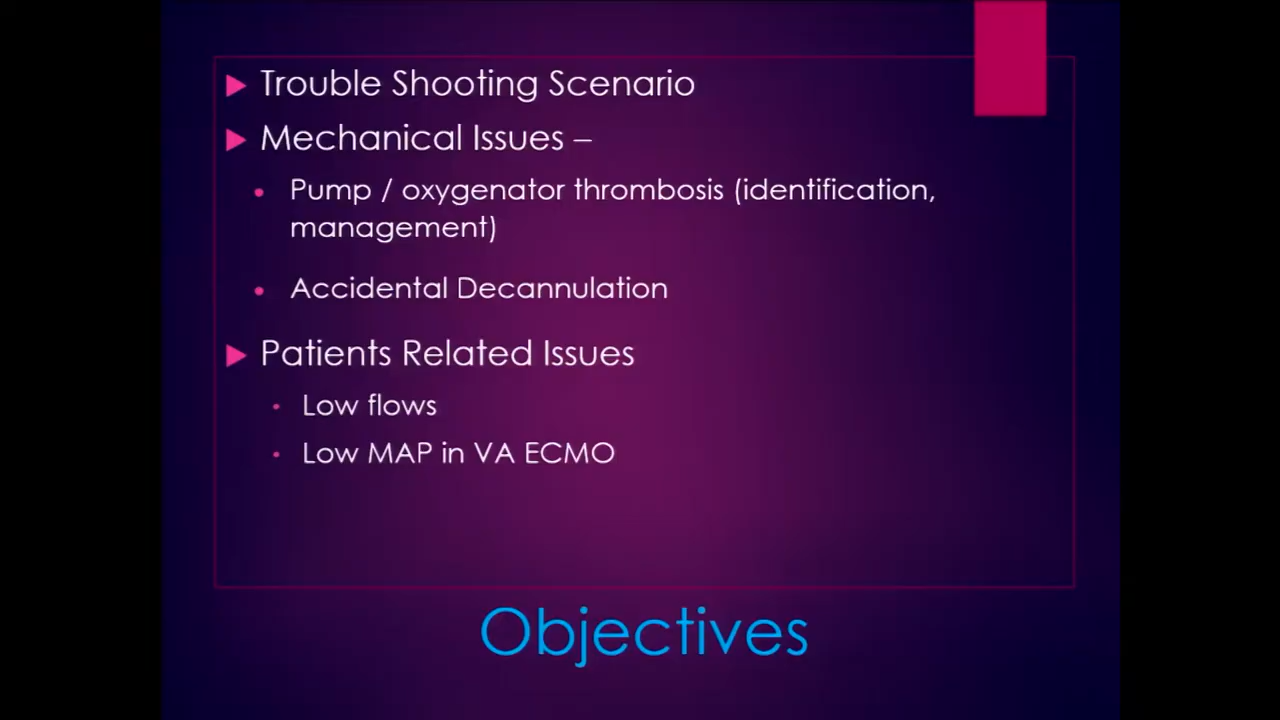 Trouble Shooting Scenario
Mechanical Issues –
Pump / oxygenator thrombosis (identification,
management)
Accidental Decannulation
Patients Related Issues
Low flows
Low MAP in VA ECMO
Objectives